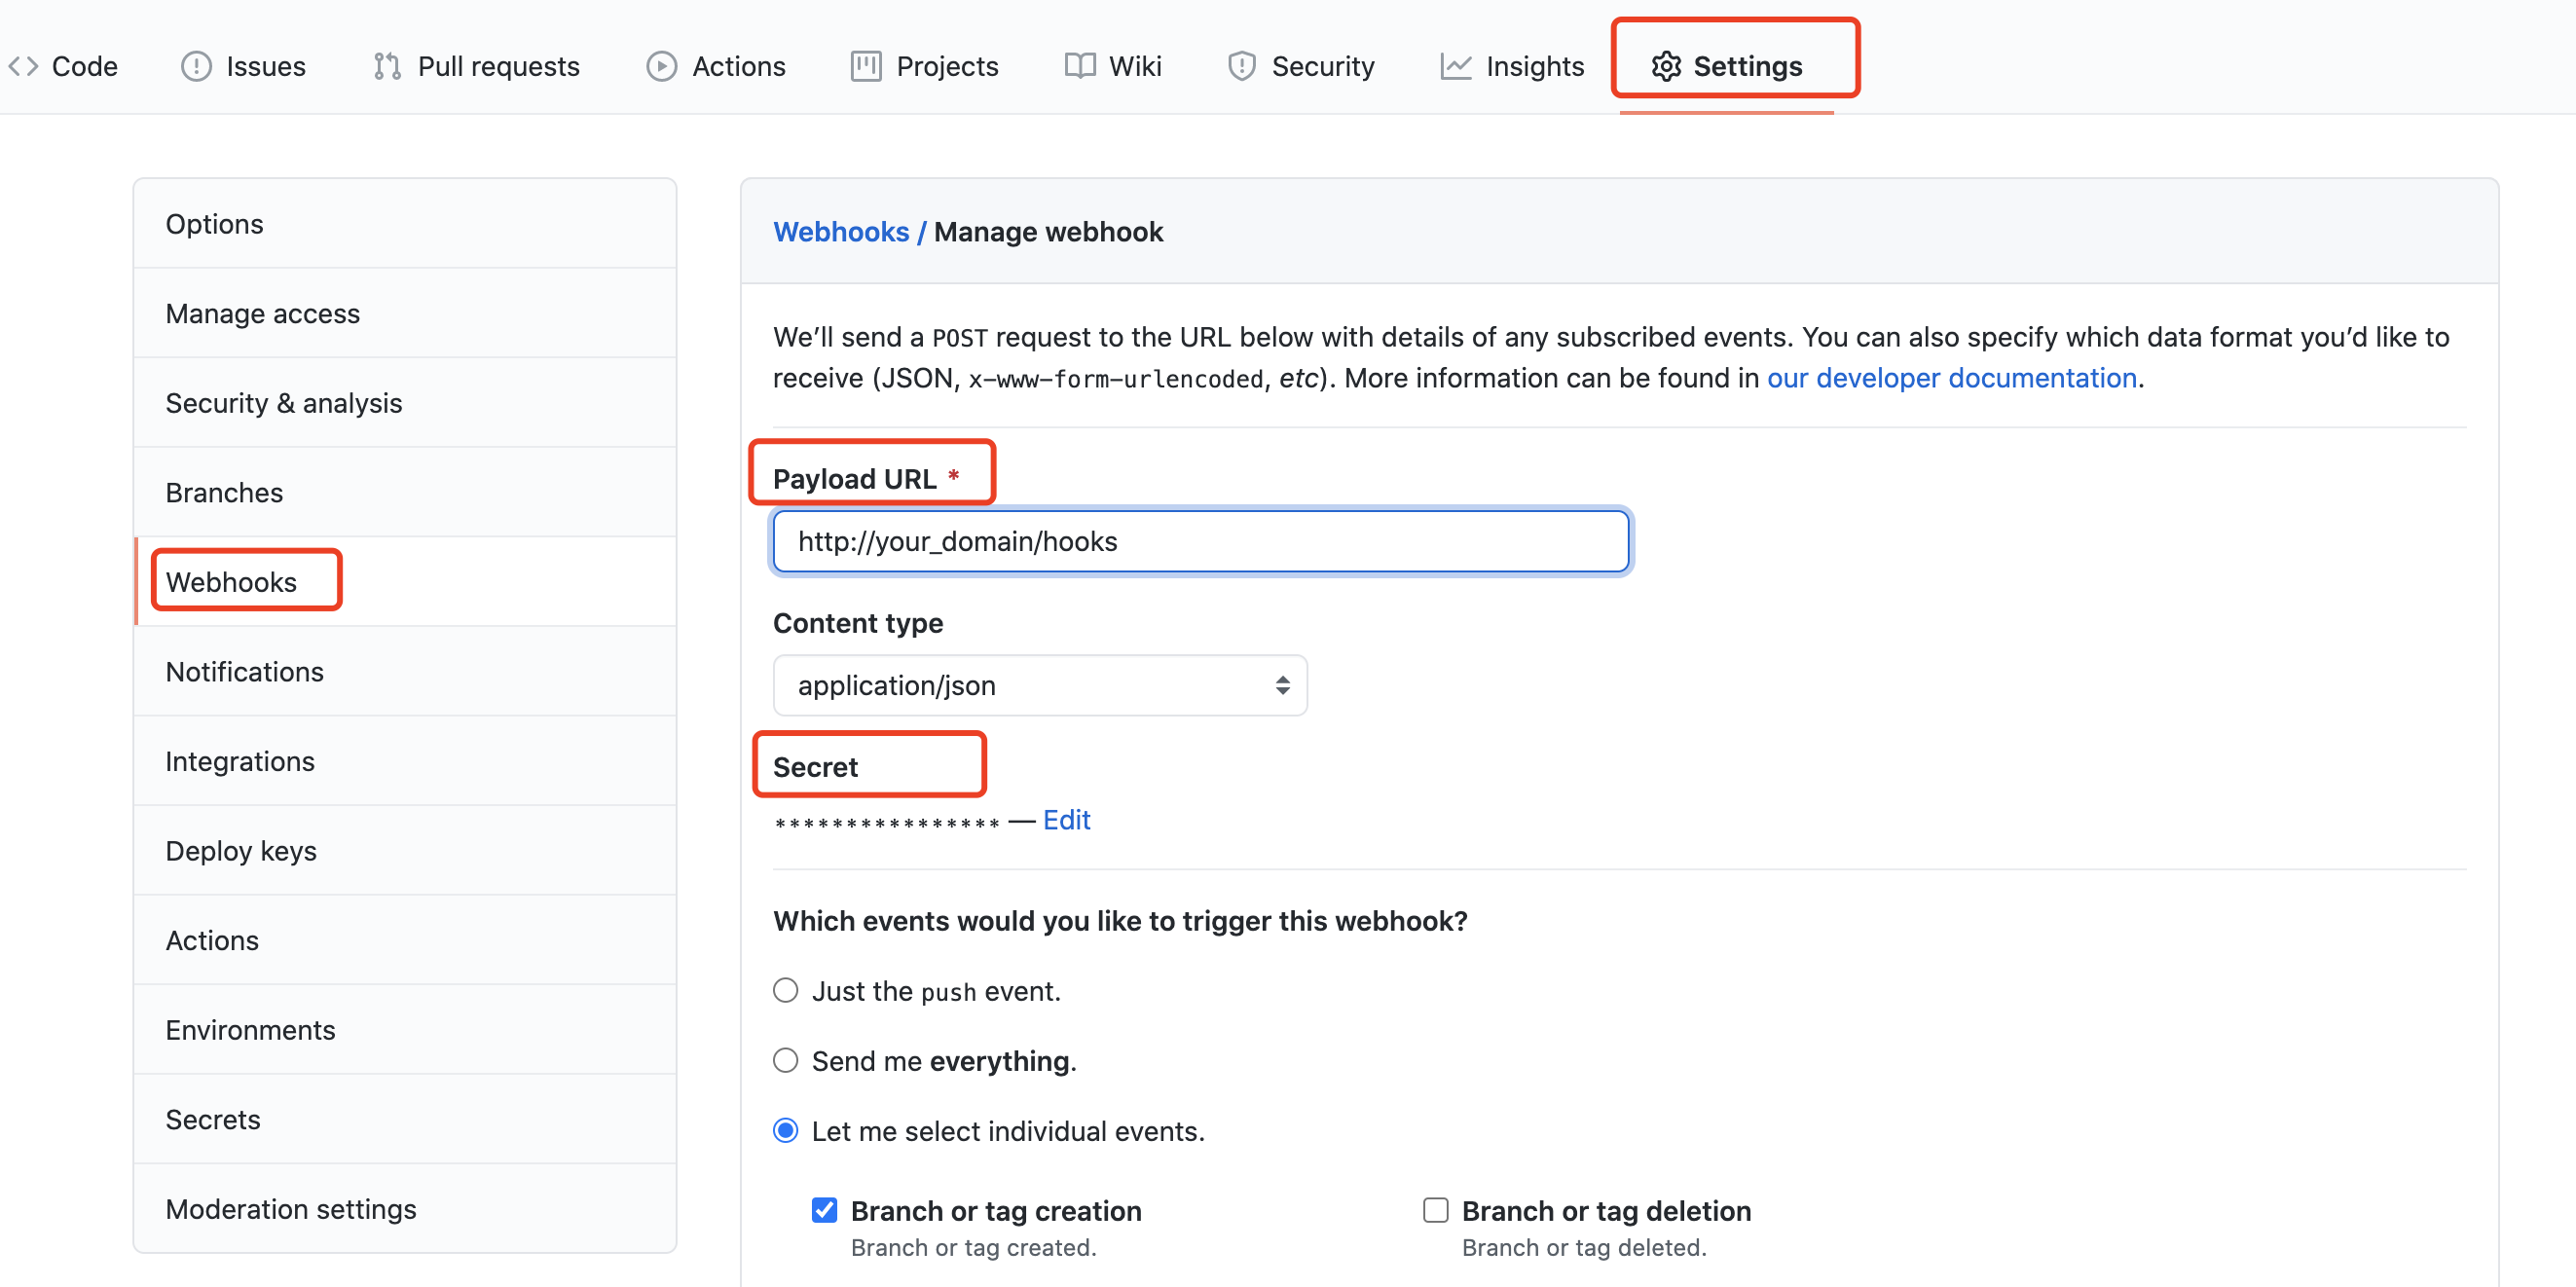 Code Issues Pull requests Actions Projects Wiki Security Insights Settings
Options
Manage access
Security & analysis
Branches
Webhooks
Notifications
Integrations
Deploy keys
Actions
Environments
Secrets
Moderation settings
Webhooks / Manage webhook
We’ll send a POST request to the URL below with details of any subscribed events. You can also specify which data format you’d like to
receive (JSON, x-www-form-urlencoded, etc). More information can be found in our developer documentation.
Payload URL *
http://your_domain/hooks
Content type
application/json
Secret
**************** — Edit
Which events would you like to trigger this webhook?
Just the push event.
Send me everything.
Let me select individual events.
Branch or tag creation
Branch or tag created.
Branch or tag deletion
Branch or tag deleted.